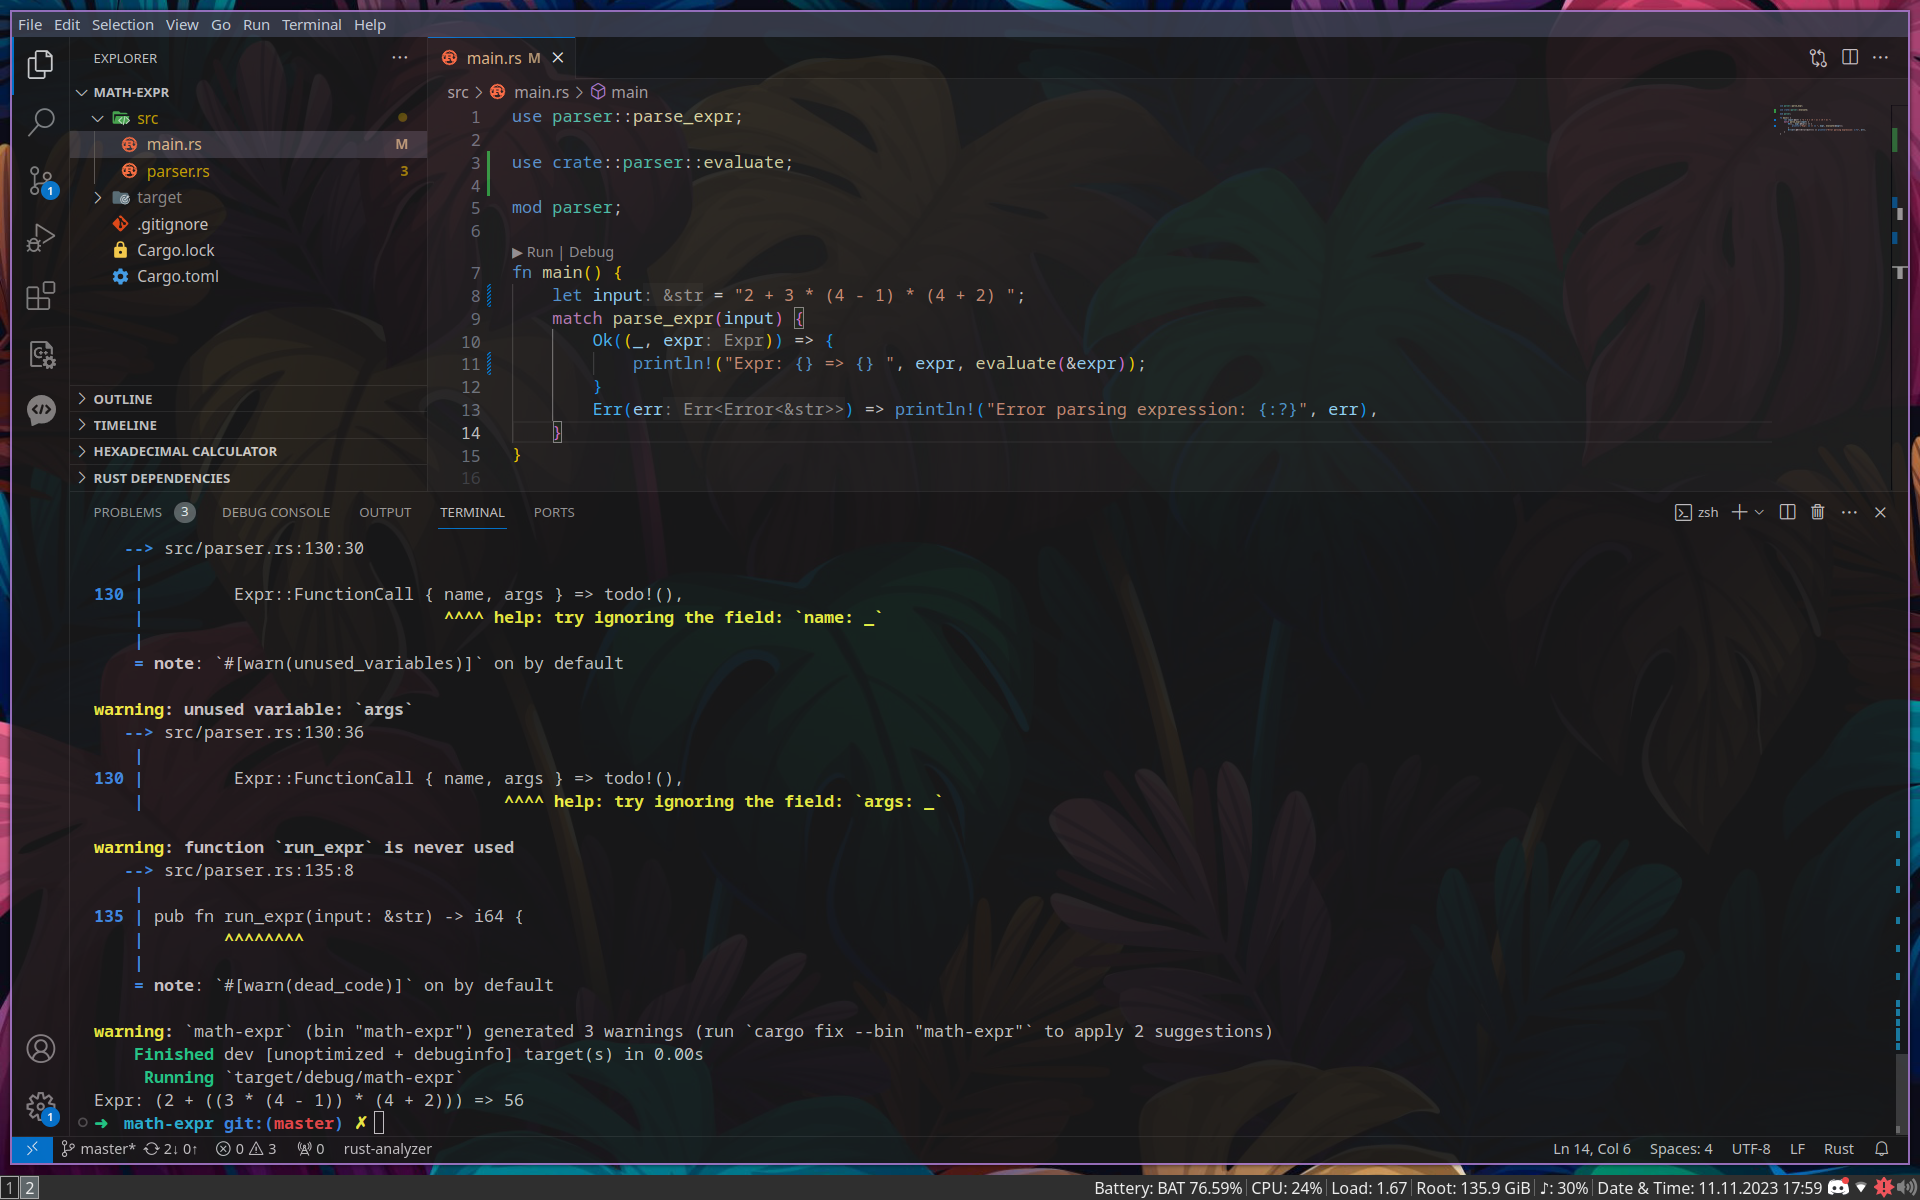 File Edit Selection View Go Run Terminal Help
EXPLORER
MATH-EXPR
src
main.rs M
parser.rs 3
target
.gitignore
Cargo.lock
Cargo.toml
OUTLINE
TIMELINE
HEXADECIMAL CALCULATOR
RUST DEPENDENCIES
main.rs M
src > main.rs > main
1 use parser::parse_expr;
2
3 use crate::parser::evaluate;
4
5 mod parser;
6
▶ Run | Debug
7 fn main() {
8 let input: &str = "2 + 3 * (4 - 1) * (4 + 2) ";
9 match parse_expr(input) {
10 Ok((_, expr: Expr)) => {
11 println!("Expr: {} => {} ", expr, evaluate(&expr));
12 }
13 Err(err: Err<Error<&str>>) => println!("Error parsing expression: {:?}", err),
14 }
15 }
16
PROBLEMS 3 DEBUG CONSOLE OUTPUT TERMINAL PORTS
zsh
--> src/parser.rs:130:30
|
130 | Expr::FunctionCall { name, args } => todo!(),
| ^^^^ help: try ignoring the field: `name: _`
|
= note: `#[warn(unused_variables)]` on by default
warning: unused variable: `args`
--> src/parser.rs:130:36
|
130 | Expr::FunctionCall { name, args } => todo!(),
| ^^^^ help: try ignoring the field: `args: _`
warning: function `run_expr` is never used
--> src/parser.rs:135:8
|
135 | pub fn run_expr(input: &str) -> i64 {
| ^^^^^^^^
|
= note: `#[warn(dead_code)]` on by default
warning: `math-expr` (bin "math-expr") generated 3 warnings (run `cargo fix --bin "math-expr"` to apply 2 suggestions)
Finished dev [unoptimized + debuginfo] target(s) in 0.00s
Running `target/debug/math-expr`
Expr: (2 + ((3 * (4 - 1)) * (4 + 2))) => 56
➜ math-expr git:(master) ✗
1
1
master* 2↓ 0↑ 0 3 0 rust-analyzer
Ln 14, Col 6 Spaces: 4 UTF-8 LF Rust
1 2
Battery: BAT 76.59% | CPU: 24% | Load: 1.67 | Root: 135.9 GiB | ♪: 30% | Date & Time: 11.11.2023 17:59